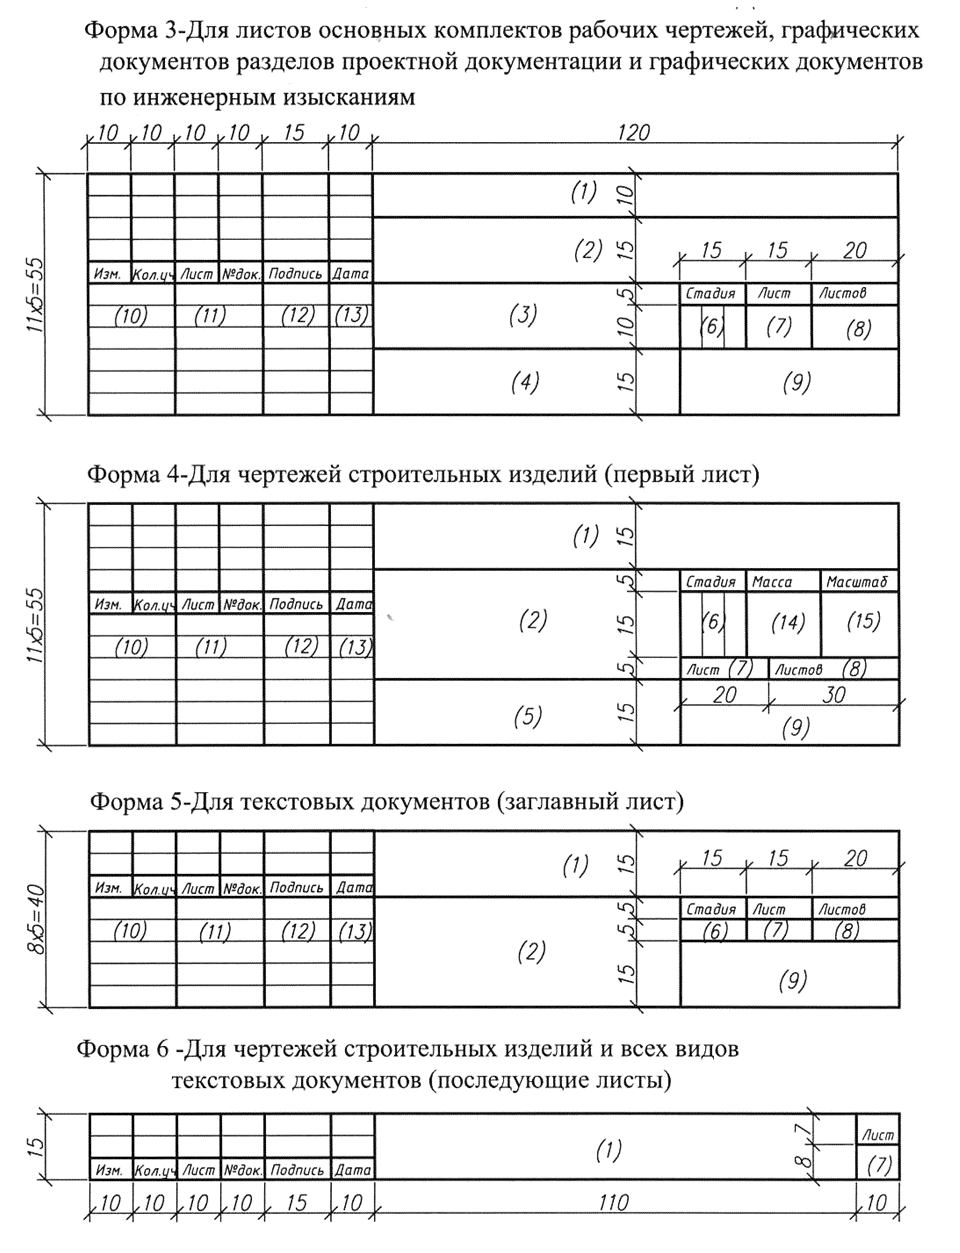 Форма 3-Для листов основных комплектов рабочих чертежей, графических
документов разделов проектной документации и графических документов
по инженерным изысканиям
10 10 10 10 15 10 120
(1) 10
(2) 15 15 15 20
Изм. Кол.уч Лист №док. Подпись Дата
11x5=55
5 Стадия Лист Листов
(10) (11) (12) (13) (3) 10 (6) (7) (8)
(4) 15 (9)
Форма 4-Для чертежей строительных изделий (первый лист)
(1) 15
5 Стадия Масса Масштаб
Изм. Кол.уч Лист №док. Подпись Дата
11x5=55
(10) (11) (12) (13) (2) 15 (6) (14) (15)
5 Лист (7) Листов (8)
20 30
(5) 15 (9)
Форма 5-Для текстовых документов (заглавный лист)
(1) 15 15 15 20
Изм. Кол.уч Лист №док. Подпись Дата
8x5=40
5 Стадия Лист Листов
(10) (11) (12) (13) 5 (6) (7) (8)
(2) 15 (9)
Форма 6 -Для чертежей строительных изделий и всех видов
текстовых документов (последующие листы)
15 (1) 7 Лист
Изм. Кол.уч Лист №док. Подпись Дата 8 (7)
10 10 10 10 15 10 110 10